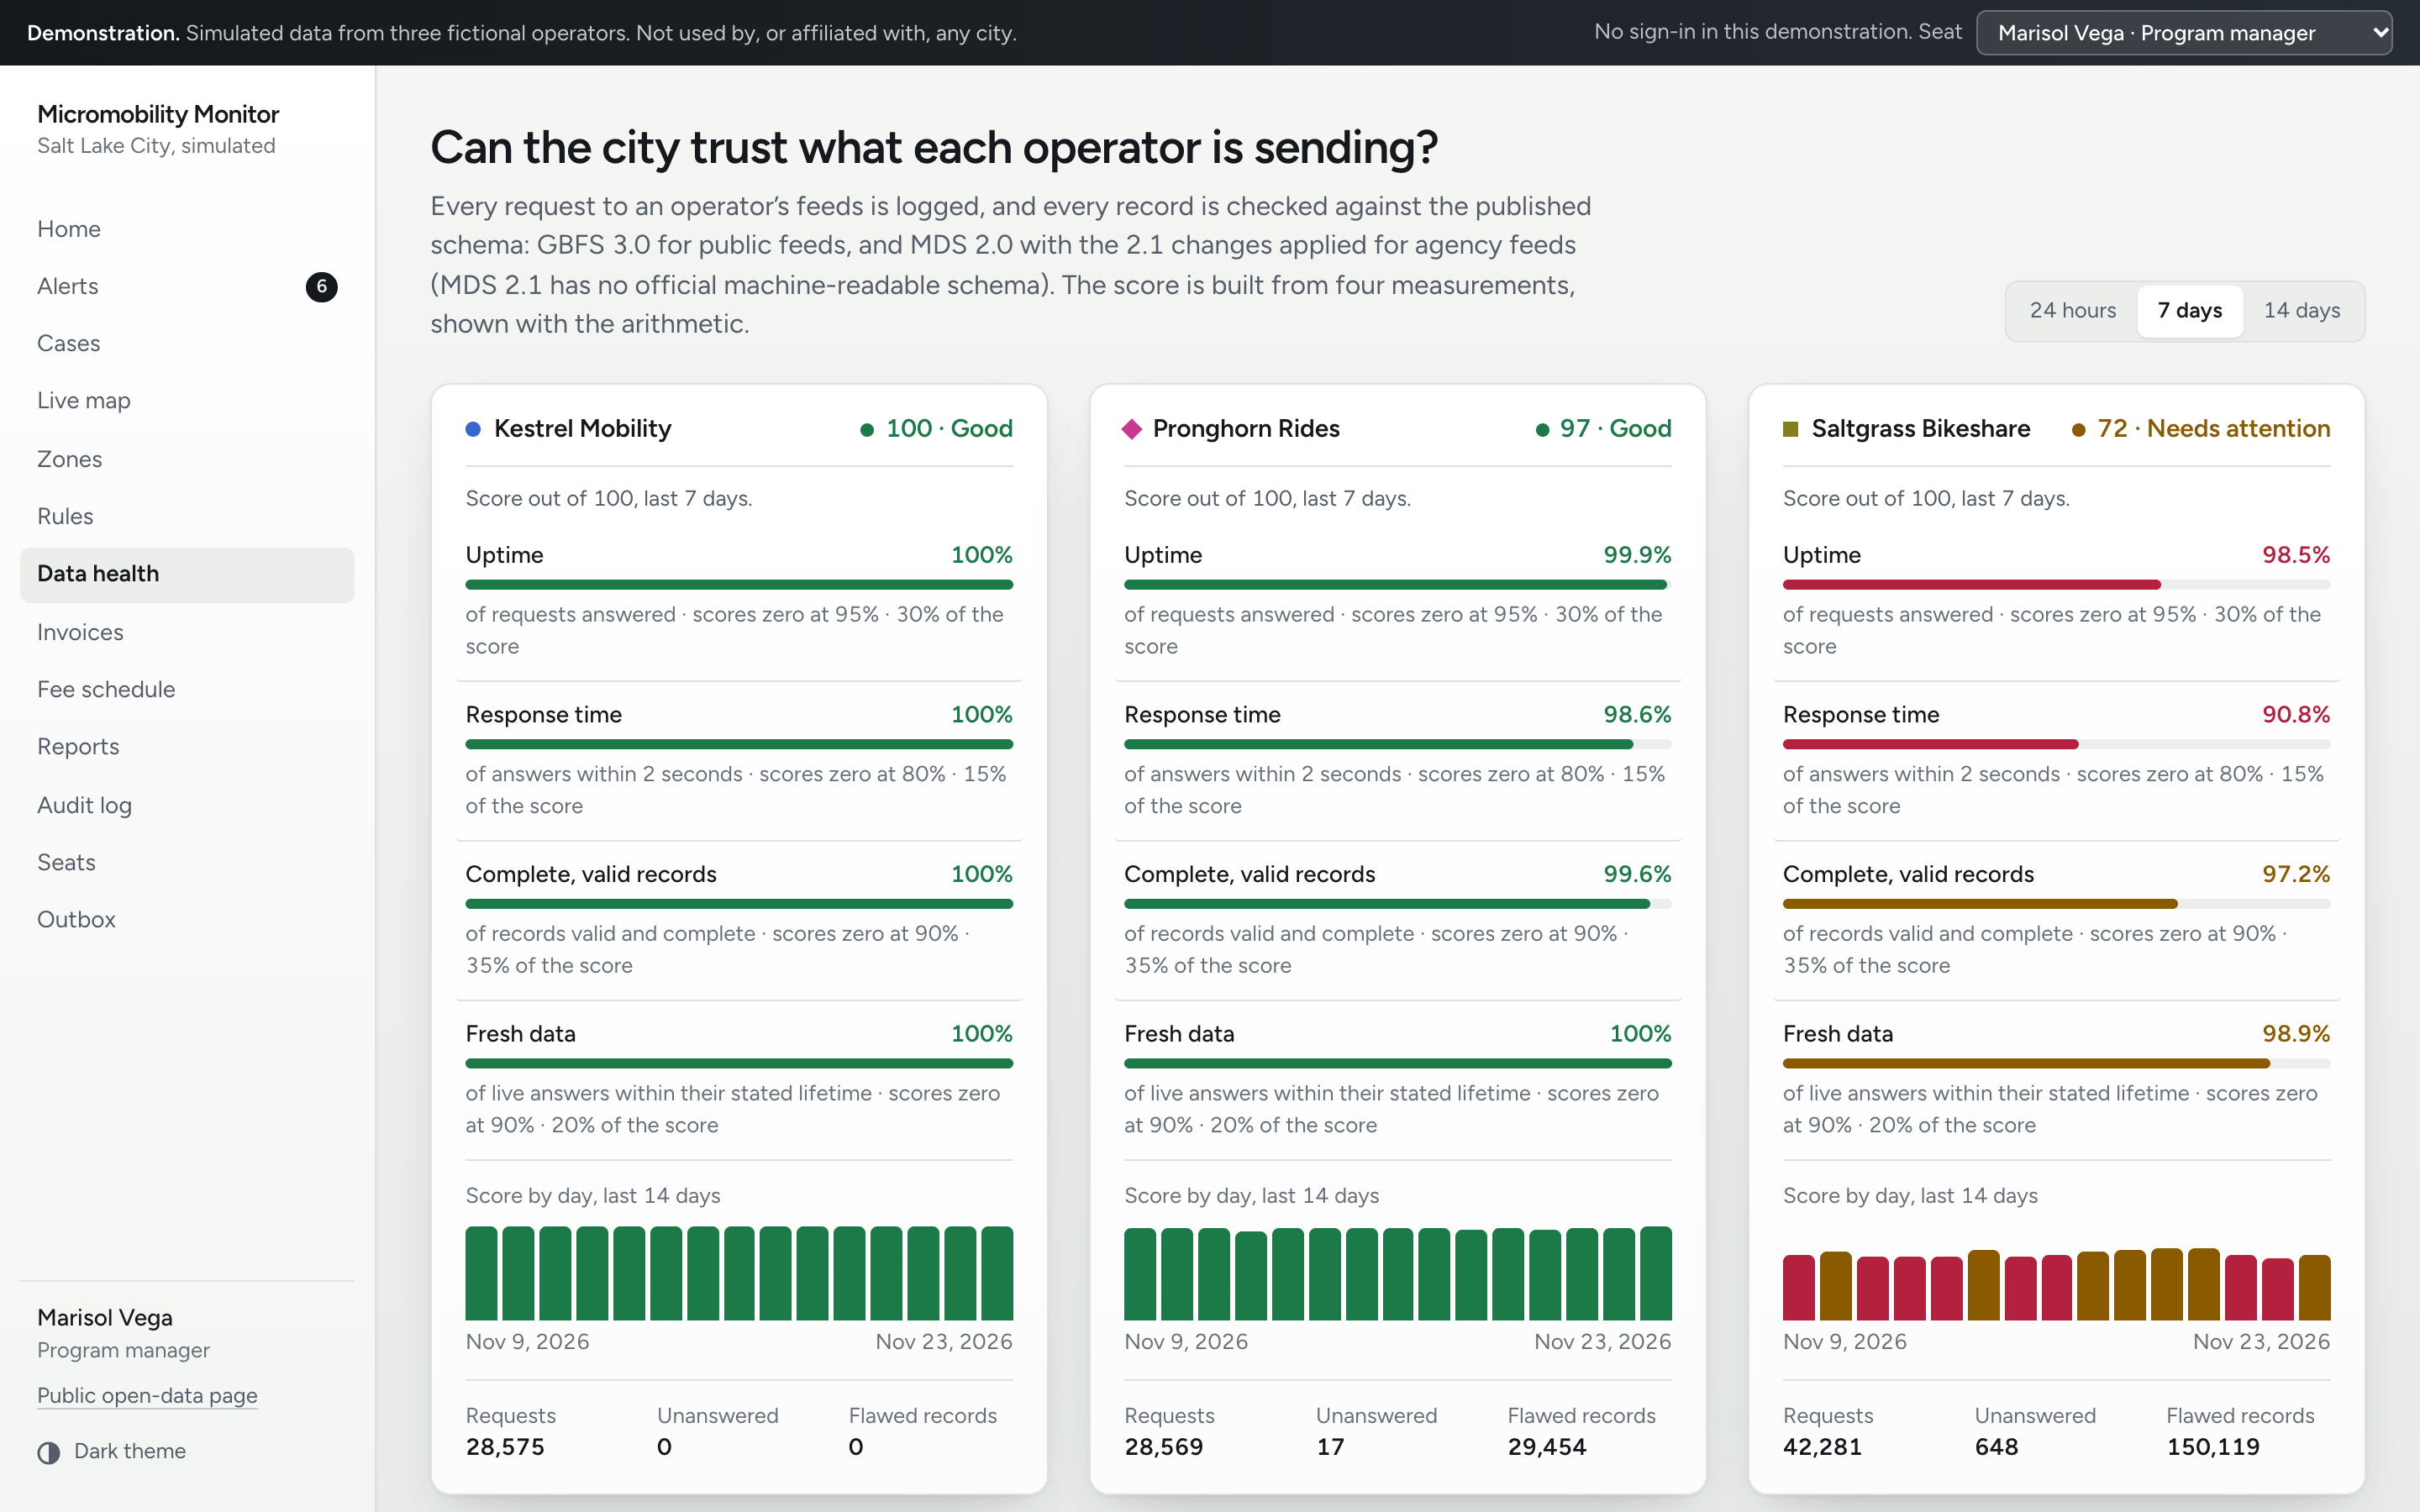 Demonstration. Simulated data from three fictional operators. Not used by, or affiliated with, any city.
No sign-in in this demonstration. Seat
Marisol Vega · Program manager
Micromobility Monitor
Salt Lake City, simulated
Home
Alerts
6
Cases
Live map
Zones
Rules
Data health
Invoices
Fee schedule
Reports
Audit log
Seats
Outbox
Marisol Vega
Program manager
Public open-data page
Dark theme
Can the city trust what each operator is sending?
Every request to an operator’s feeds is logged, and every record is checked against the published
schema: GBFS 3.0 for public feeds, and MDS 2.0 with the 2.1 changes applied for agency feeds
(MDS 2.1 has no official machine-readable schema). The score is built from four measurements,
shown with the arithmetic.
24 hours
7 days
14 days
Kestrel Mobility
100 · Good
Score out of 100, last 7 days.
Uptime
100%
of requests answered · scores zero at 95% · 30% of the
score
Response time
100%
of answers within 2 seconds · scores zero at 80% · 15%
of the score
Complete, valid records
100%
of records valid and complete · scores zero at 90% ·
35% of the score
Fresh data
100%
of live answers within their stated lifetime · scores zero
at 90% · 20% of the score
Score by day, last 14 days
Nov 9, 2026
Nov 23, 2026
Requests
Unanswered
Flawed records
28,575
0
0
Pronghorn Rides
97 · Good
Score out of 100, last 7 days.
Uptime
99.9%
of requests answered · scores zero at 95% · 30% of the
score
Response time
98.6%
of answers within 2 seconds · scores zero at 80% · 15%
of the score
Complete, valid records
99.6%
of records valid and complete · scores zero at 90% ·
35% of the score
Fresh data
100%
of live answers within their stated lifetime · scores zero
at 90% · 20% of the score
Score by day, last 14 days
Nov 9, 2026
Nov 23, 2026
Requests
Unanswered
Flawed records
28,569
17
29,454
Saltgrass Bikeshare
72 · Needs attention
Score out of 100, last 7 days.
Uptime
98.5%
of requests answered · scores zero at 95% · 30% of the
score
Response time
90.8%
of answers within 2 seconds · scores zero at 80% · 15%
of the score
Complete, valid records
97.2%
of records valid and complete · scores zero at 90% ·
35% of the score
Fresh data
98.9%
of live answers within their stated lifetime · scores zero
at 90% · 20% of the score
Score by day, last 14 days
Nov 9, 2026
Nov 23, 2026
Requests
Unanswered
Flawed records
42,281
648
150,119